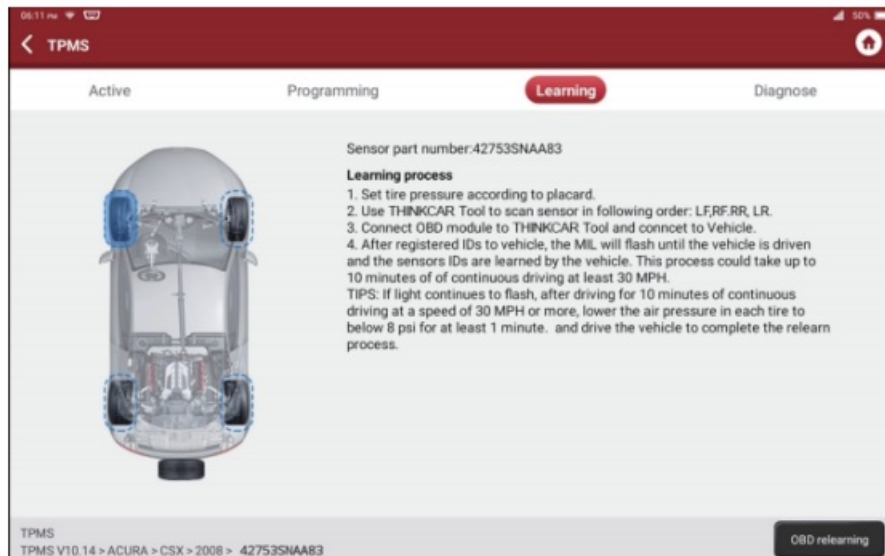 06:11 PM
50%
TPMS
Active Programming Learning Diagnose
Sensor part number:42753SNAA83
Learning process
1. Set tire pressure according to placard.
2. Use THINKCAR Tool to scan sensor in following order: LF,RF.RR, LR.
3. Connect OBD module to THINKCAR Tool and conncet to Vehicle.
4. After registered IDs to vehicle, the MIL will flash until the vehicle is driven
and the sensors IDs are learned by the vehicle. This process could take up to
10 minutes of of continuous driving at least 30 MPH.
TIPS: If light continues to flash, after driving for 10 minutes of continuous
driving at a speed of 30 MPH or more, lower the air pressure in each tire to
below 8 psi for at least 1 minute. and drive the vehicle to complete the relearn
process.
TPMS
TPMS V10.14 > ACURA > CSX > 2008 > 42753SNAA83
OBD relearning